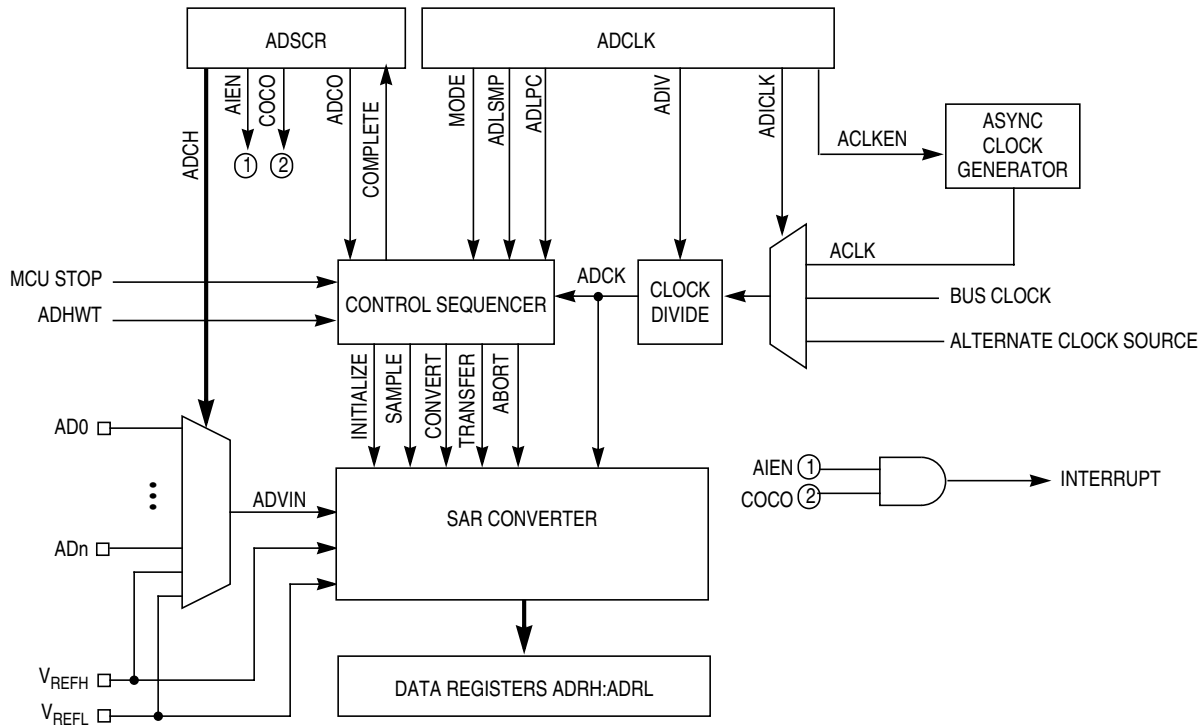 ADSCR
ADCLK
ADCH
AIEN
COCO
ADCO
COMPLETE
MODE
ADLSMP
ADLPC
ADIV
ADICLK
ACLKEN
ASYNC
CLOCK
GENERATOR
1
2
MCU STOP
ADHWT
CONTROL SEQUENCER
ADCK
CLOCK
DIVIDE
ACLK
BUS CLOCK
ALTERNATE CLOCK SOURCE
INITIALIZE
SAMPLE
CONVERT
TRANSFER
ABORT
AD0
•••
ADn
ADVIN
SAR CONVERTER
AIEN 1
COCO 2
INTERRUPT
VREFH
VREFL
DATA REGISTERS ADRH:ADRL